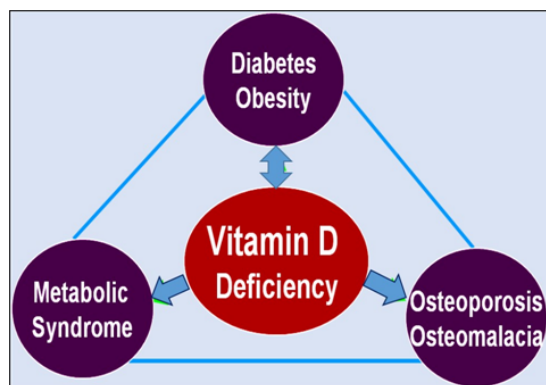 Diabetes
Obesity
Vitamin D
Deficiency
Metabolic
Syndrome
Osteoporosis
Osteomalacia